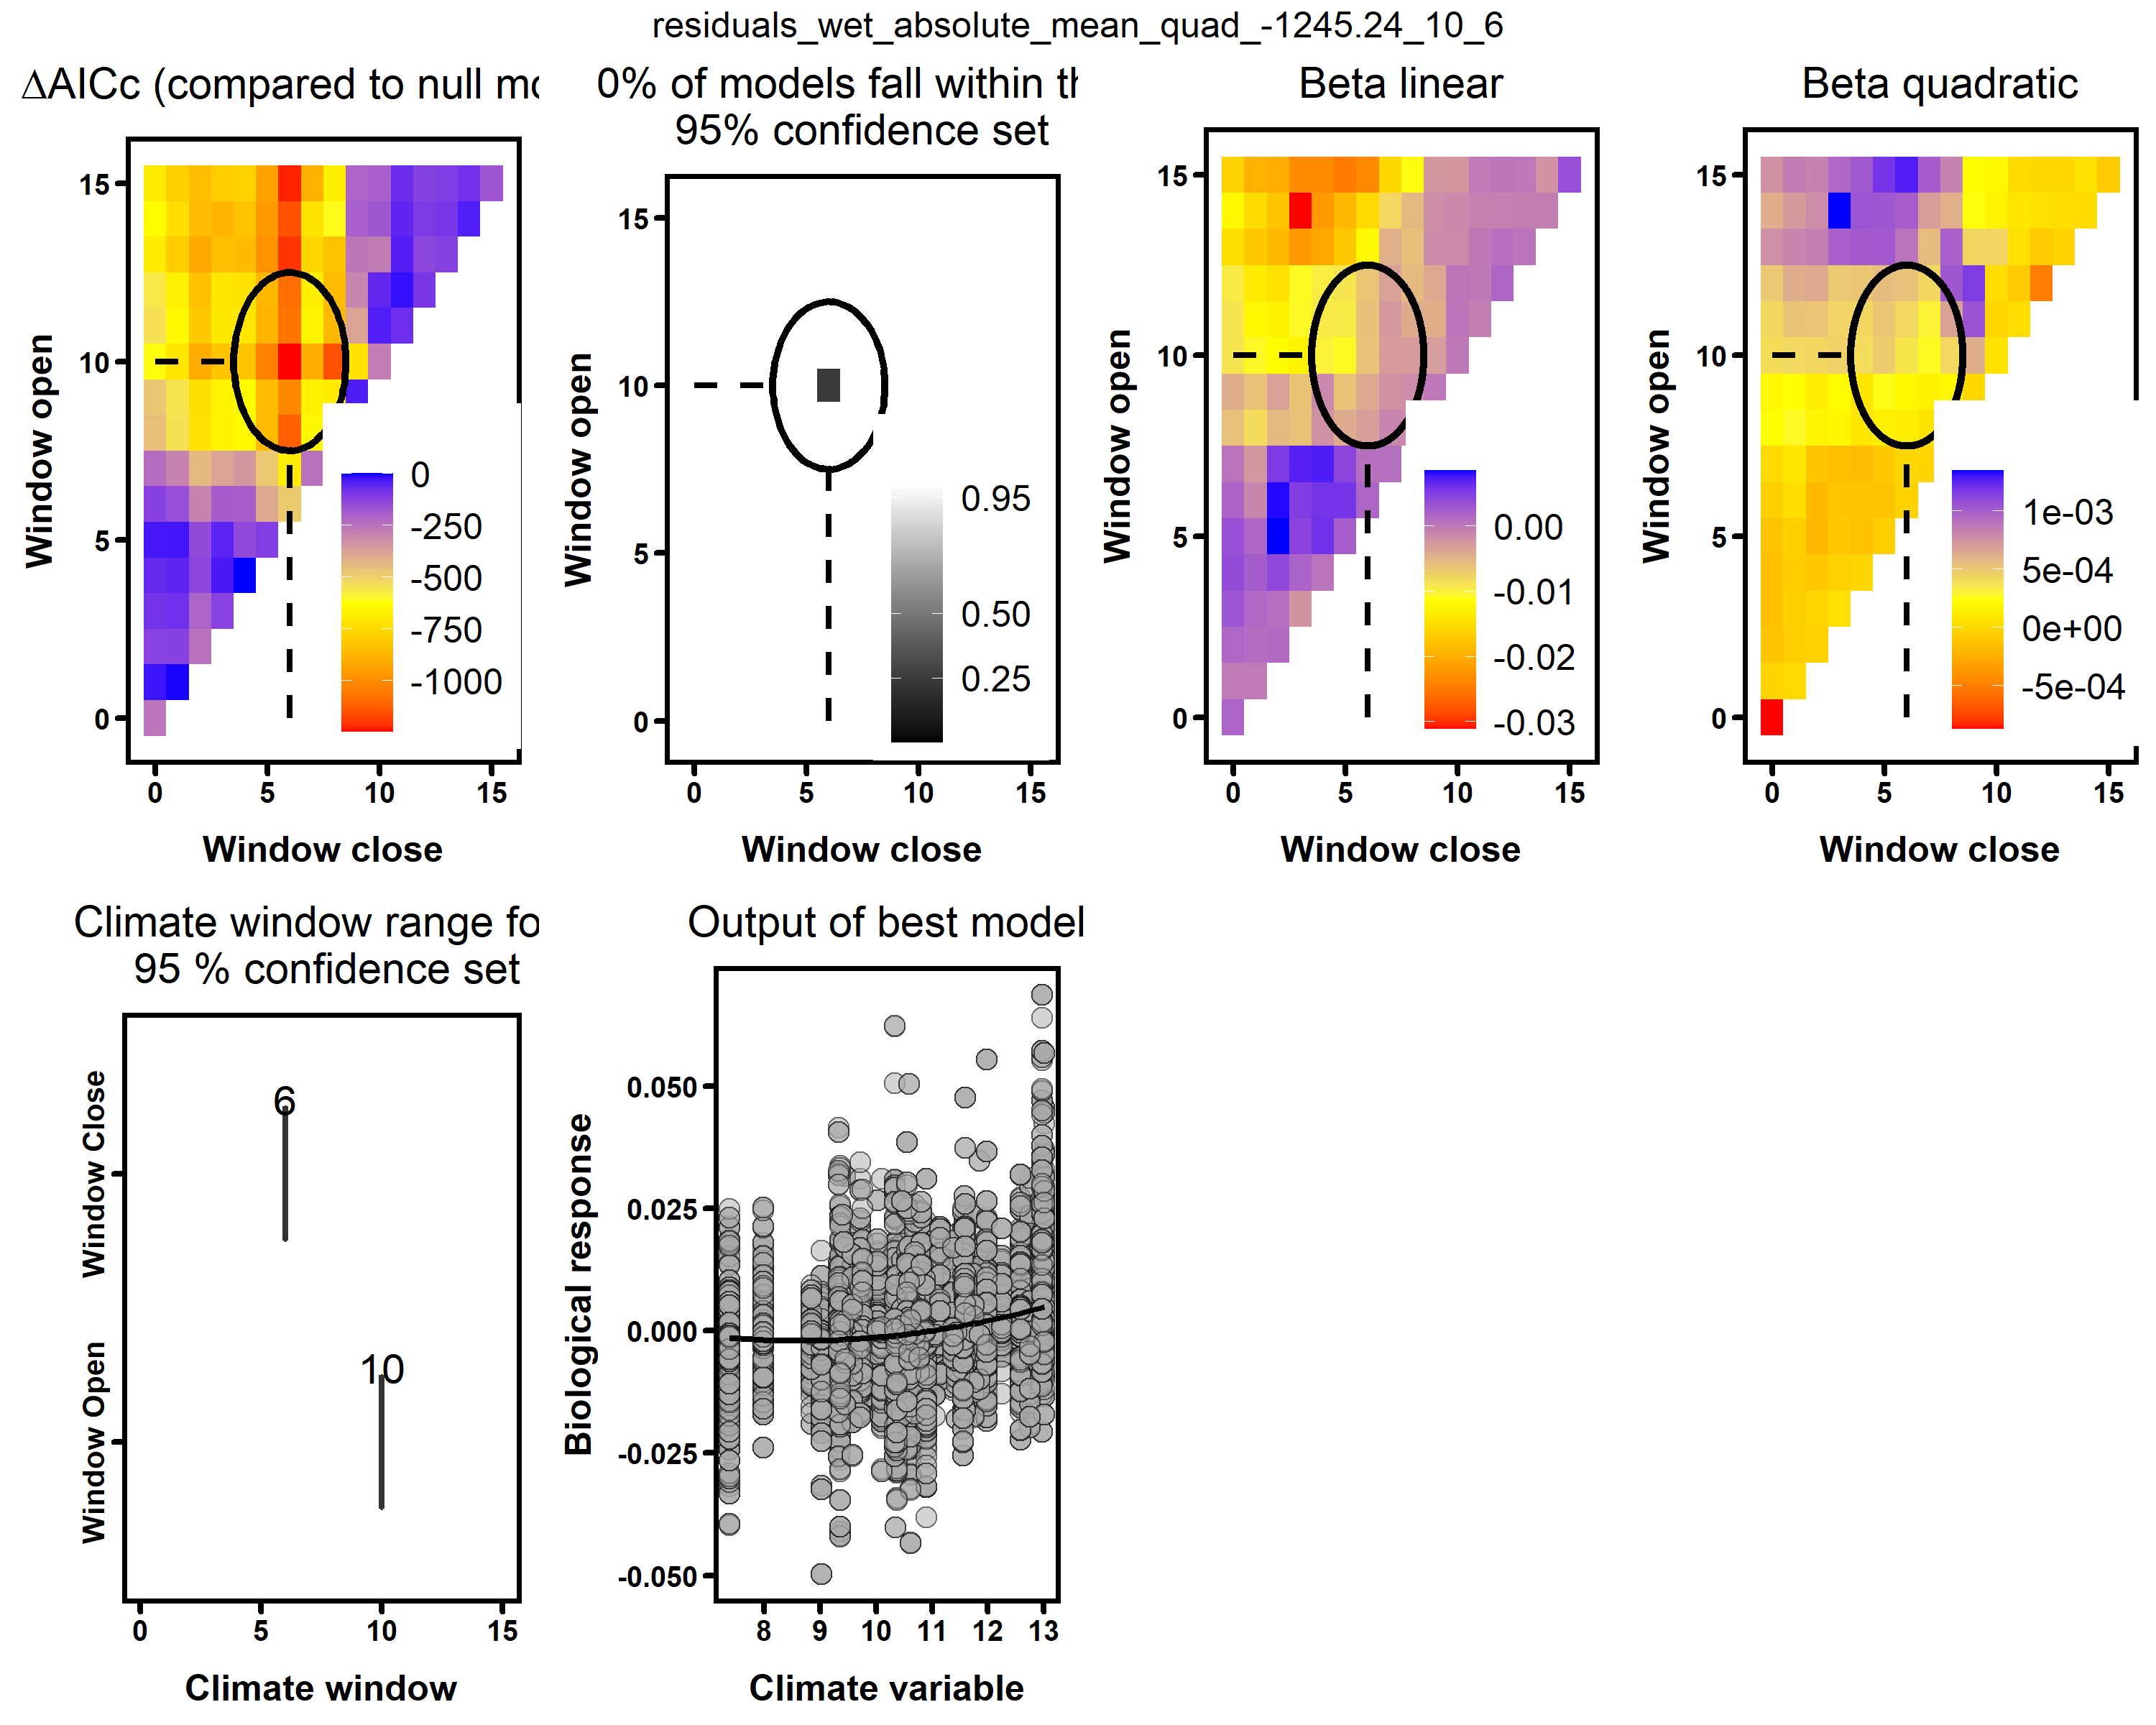 residuals_wet_absolute_mean_quad_-1245.24_10_6
ΔAICc (compared to null mo
0% of models fall within th
95% confidence set
Beta linear
Beta quadratic
Window open
15
10
5
0
0
-250
-500
-750
-1000
0
5
10
15
Window close
Window open
15
10
5
0
0.95
0.50
0.25
0
5
10
15
Window close
Window open
15
10
5
0
0.00
-0.01
-0.02
-0.03
0
5
10
15
Window close
Window open
15
10
5
0
1e-03
5e-04
0e+00
-5e-04
0
5
10
15
Window close
Climate window range fo
95 % confidence set
Window Close
Window Open
6
10
0
5
10
15
Climate window
Output of best model
Biological response
0.050
0.025
0.000
-0.025
-0.050
8
9
10
11
12
13
Climate variable